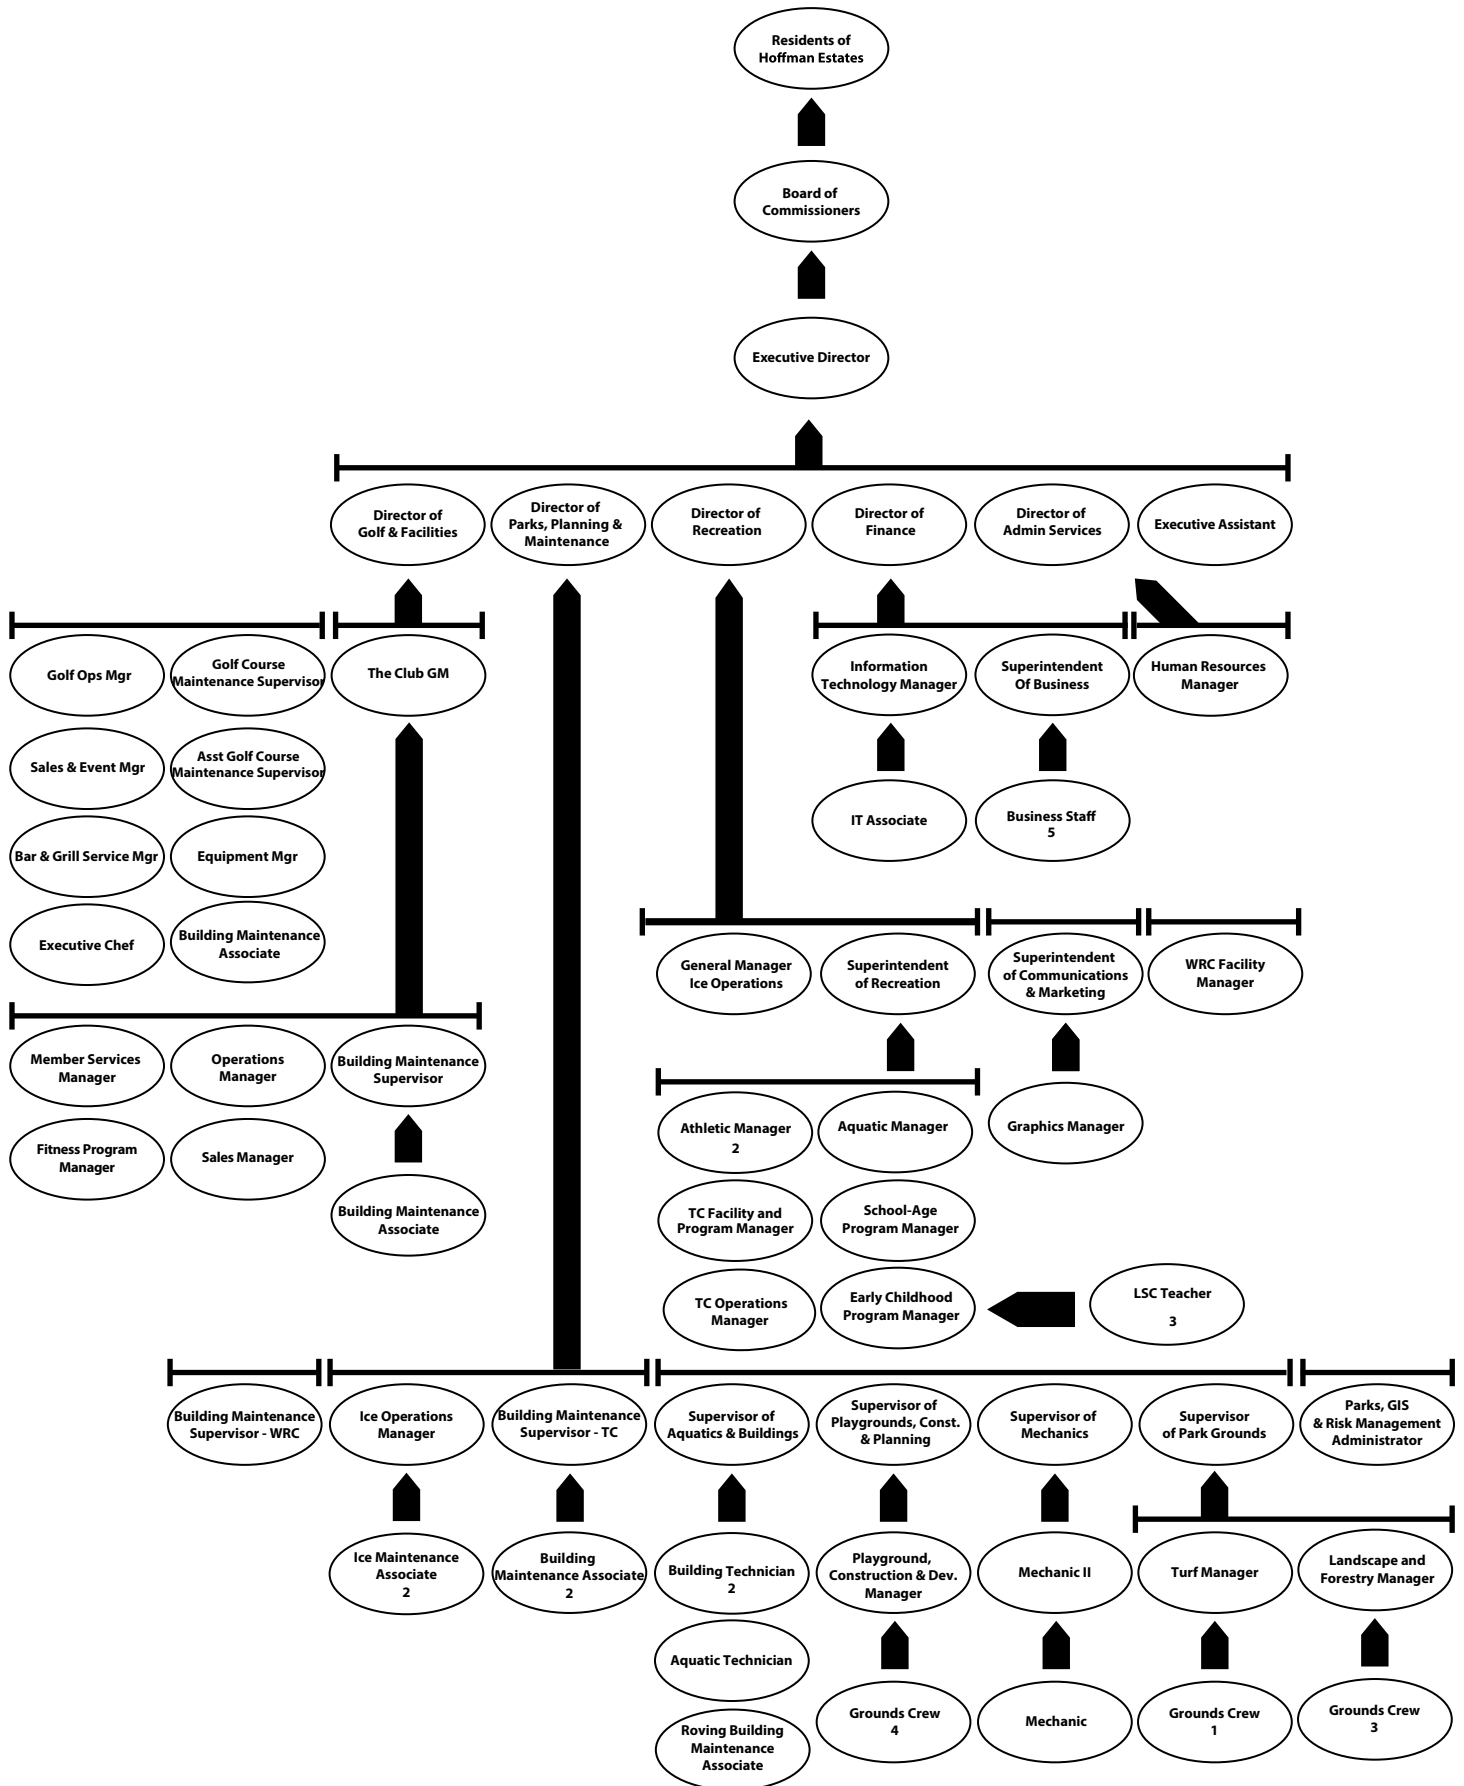 Residents of
Hoffman Estates
Board of
Commissioners
Executive Director
Director of
Golf & Facilities
Director of
Parks, Planning &
Maintenance
Director of
Recreation
Director of
Finance
Director of
Admin Services
Executive Assistant
Golf Ops Mgr
Golf Course
Maintenance Supervisor
The Club GM
Information
Technology Manager
Superintendent
Of Business
Human Resources
Manager
Sales & Event Mgr
Asst Golf Course
Maintenance Supervisor
IT Associate
Business Staff
5
Bar & Grill Service Mgr
Equipment Mgr
Executive Chef
Building Maintenance
Associate
General Manager
Ice Operations
Superintendent
of Recreation
Superintendent
of Communications
& Marketing
WRC Facility
Manager
Member Services
Manager
Operations
Manager
Building Maintenance
Supervisor
Athletic Manager
2
Aquatic Manager
Graphics Manager
Fitness Program
Manager
Sales Manager
Building Maintenance
Associate
TC Facility and
Program Manager
School-Age
Program Manager
TC Operations
Manager
Early Childhood
Program Manager
LSC Teacher
3
Building Maintenance
Supervisor - WRC
Ice Operations
Manager
Building Maintenance
Supervisor - TC
Supervisor of
Aquatics & Buildings
Supervisor of
Playgrounds, Const.
& Planning
Supervisor of
Mechanics
Supervisor
of Park Grounds
Parks, GIS
& Risk Management
Administrator
Ice Maintenance
Associate
2
Building
Maintenance Associate
2
Building Technician
2
Playground,
Construction & Dev.
Manager
Mechanic II
Turf Manager
Landscape and
Forestry Manager
Aquatic Technician
Roving Building
Maintenance
Associate
Grounds Crew
4
Mechanic
Grounds Crew
1
Grounds Crew
3